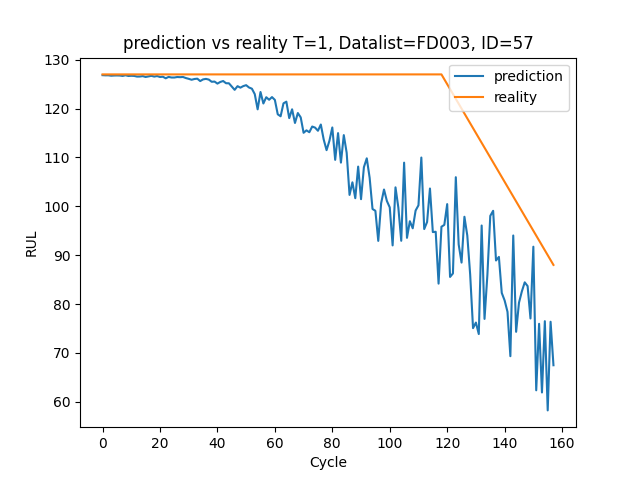 prediction vs reality T=1, Datalist=FD003, ID=57
130
120
110
100
90
80
70
60
RUL
prediction
reality
0 20 40 60 80 100 120 140 160
Cycle